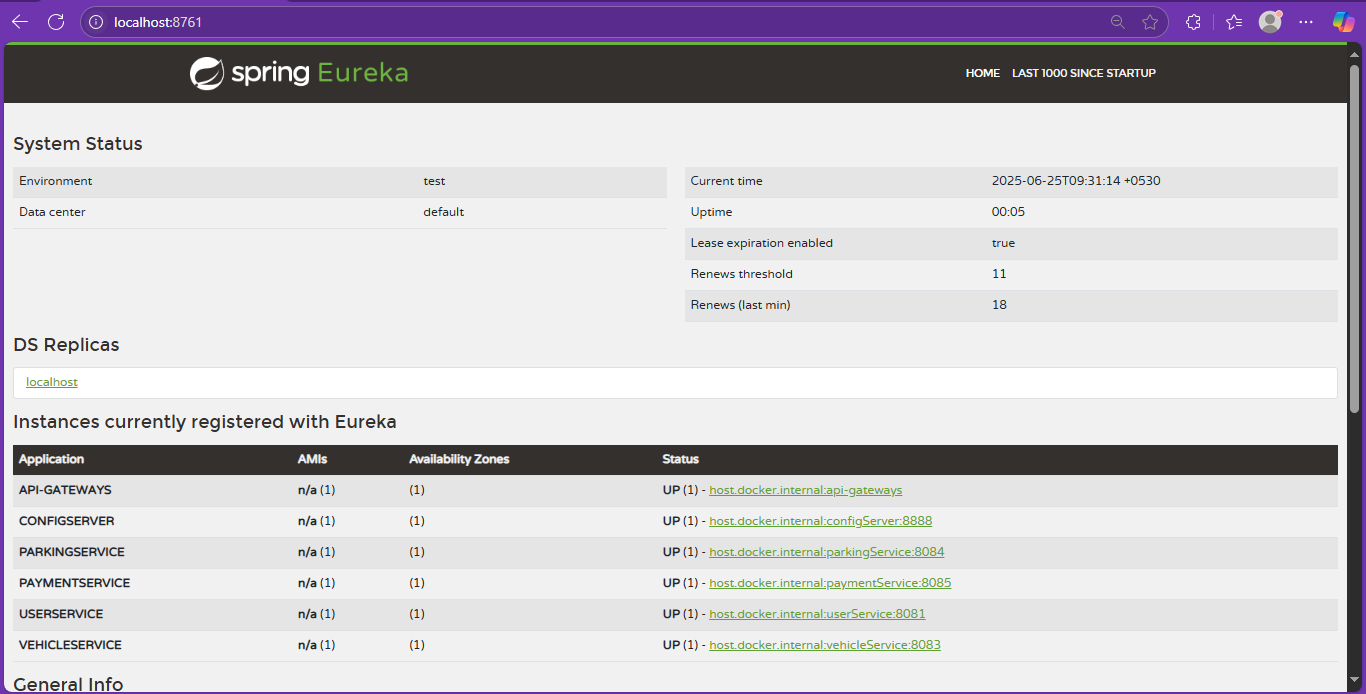 localhost:8761
spring Eureka
HOME LAST 1000 SINCE STARTUP
System Status
Environment test
Data center default
Current time 2025-06-25T09:31:14 +0530
Uptime 00:05
Lease expiration enabled true
Renews threshold 11
Renews (last min) 18
DS Replicas
localhost
Instances currently registered with Eureka
Application AMIs Availability Zones Status
API-GATEWAYS n/a (1) (1) UP (1) - host.docker.internal:api-gateways
CONFIGSERVER n/a (1) (1) UP (1) - host.docker.internal:configServer:8888
PARKINGSERVICE n/a (1) (1) UP (1) - host.docker.internal:parkingService:8084
PAYMENTSERVICE n/a (1) (1) UP (1) - host.docker.internal:paymentService:8085
USERSERVICE n/a (1) (1) UP (1) - host.docker.internal:userService:8081
VEHICLESERVICE n/a (1) (1) UP (1) - host.docker.internal:vehicleService:8083
General Info